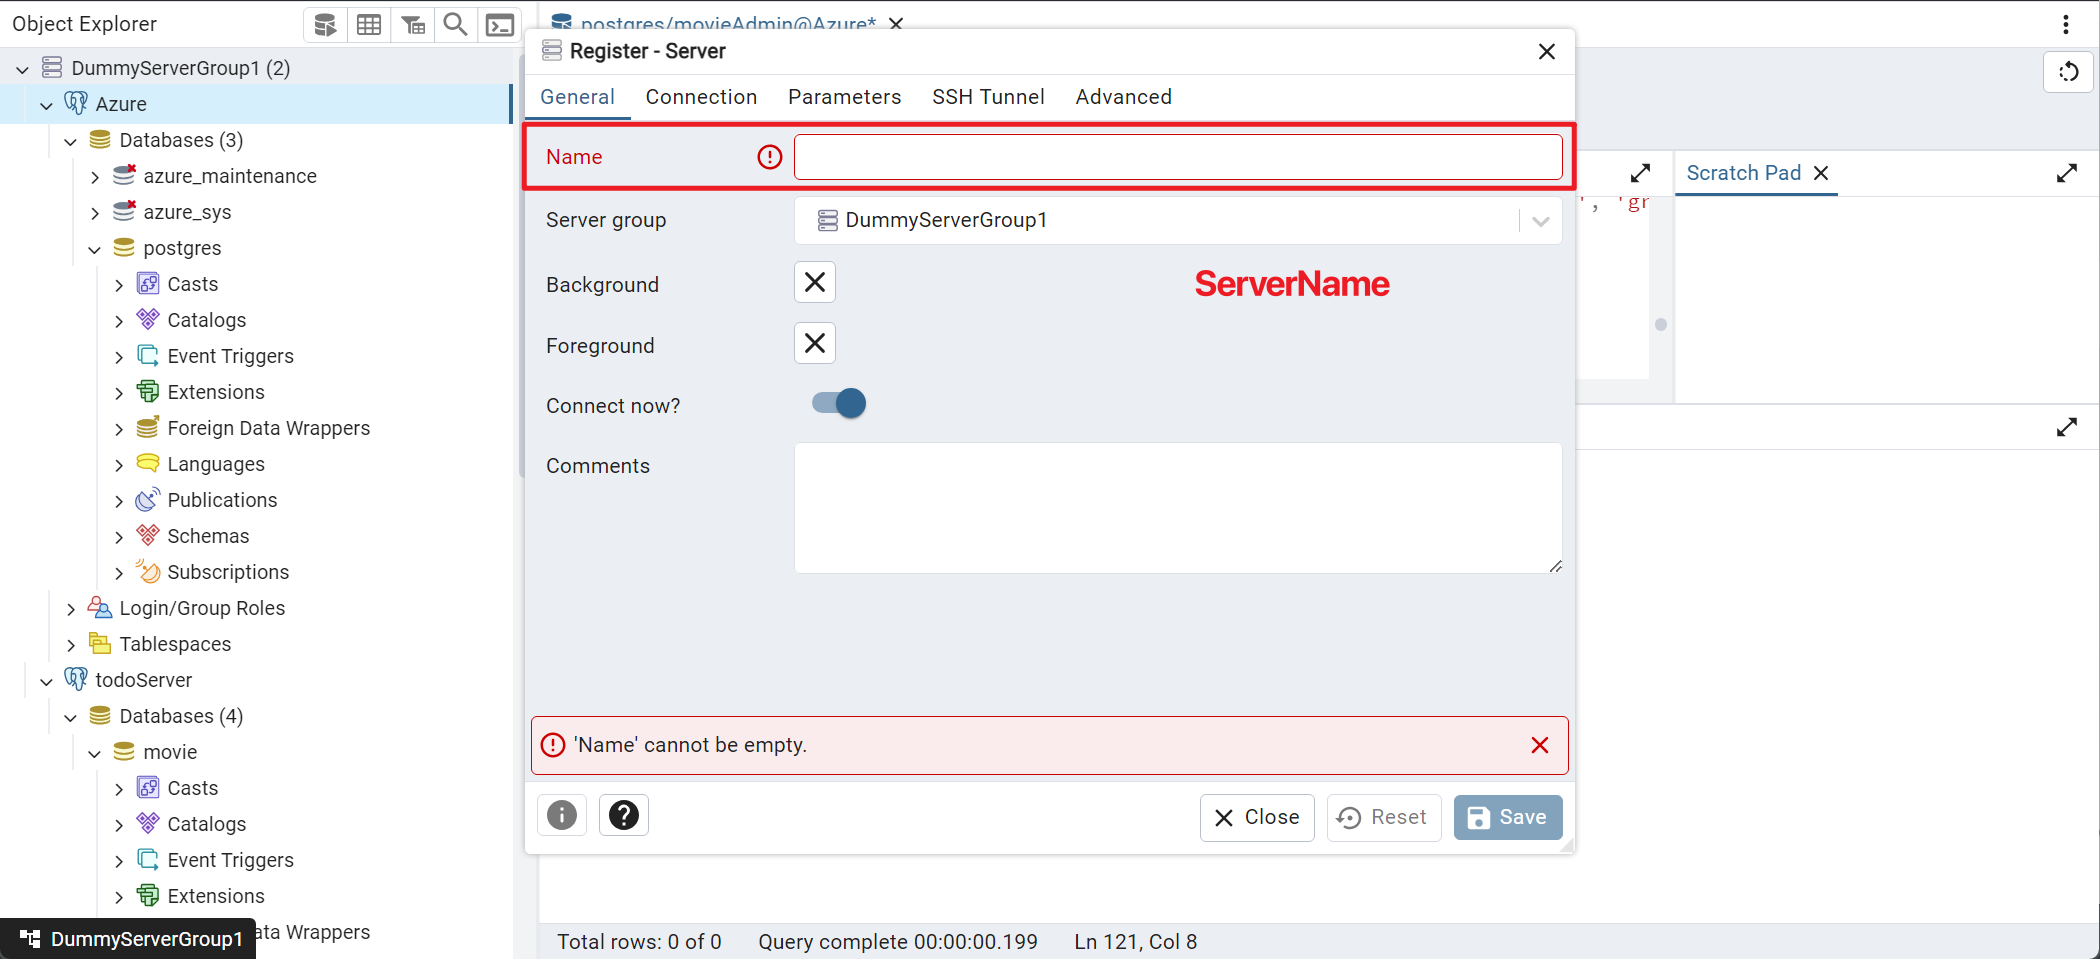 Object Explorer
postgres/movieAdmin@Azure*
DummyServerGroup1 (2)
Azure
Databases (3)
azure_maintenance
azure_sys
postgres
Casts
Catalogs
Event Triggers
Extensions
Foreign Data Wrappers
Languages
Publications
Schemas
Subscriptions
Login/Group Roles
Tablespaces
todoServer
Databases (4)
movie
Casts
Catalogs
Event Triggers
Extensions
ata Wrappers
DummyServerGroup1
Register - Server
General Connection Parameters SSH Tunnel Advanced
Name
Server group DummyServerGroup1
Background
ServerName
Foreground
Connect now?
Comments
'Name' cannot be empty.
Close Reset Save
', 'gr
Scratch Pad
Total rows: 0 of 0 Query complete 00:00:00.199 Ln 121, Col 8